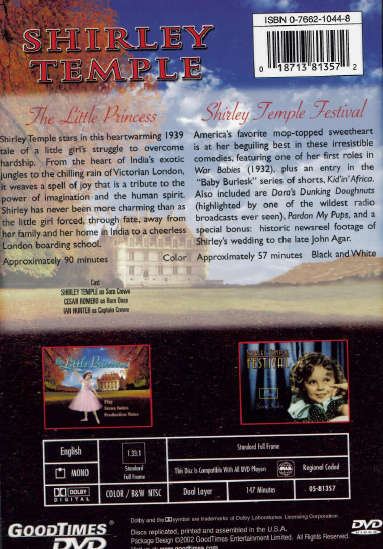 SHIRLEY
TEMPLE
ISBN 0-7662-1044-8
0 18713 81357 2
The Little Princess
Shirley Temple stars in this heartwarming 1939
tale of a little girl's struggle to overcome
hardship. From the heart of India's exotic
jungles to the chilling rain of Victorian London,
it weaves a spell of joy that is a tribute to the
power of imagination and the human spirit.
Shirley has never been more charming than as
the little girl forced, through fate, away from
her family and her home in India to a cheerless
London boarding school.
Approximately 90 minutes Color
Shirley Temple Festival
America's favorite mop-topped sweetheart
is at her beguiling best in these irresistible
comedies, featuring one of her first roles in
War Babies (1932), plus an entry in the
"Baby Burlesk" series of shorts, Kid'in' Africa.
Also included are Dora's Dunking Doughnuts
(highlighted by one of the wildest radio
broadcasts ever seen), Pardon My Pups, and a
special bonus: historic newsreel footage of
Shirley's wedding to the late John Agar.
Approximately 57 minutes Black and White
Cast
SHIRLEY TEMPLE as Sara Crewe
CESAR ROMERO as Ram Dass
IAN HUNTER as Captain Crewe
The Little Princess
Play
Scene Index
Production Notes
SHIRLEY TEMPLE
FESTIVAL
Play
English
MONO
DOLBY
DIGITAL
1.33:1
Standard
Full Frame
COLOR / B&W NTSC
Standard Full Frame
This Disc Is Compatible With All DVD Players
ALL
Regional Coded
Dual Layer
147 Minutes
05-81357
Dolby and the DD symbol are trademarks of Dolby Laboratories Licensing Corporation.
Discs replicated, printed and assembled in the U.S.A.
Package Design ©2002 GoodTimes Entertainment Limited. All Rights
www.goodtimes.com
GOODTIMES
DVD
DVD
VIDEO